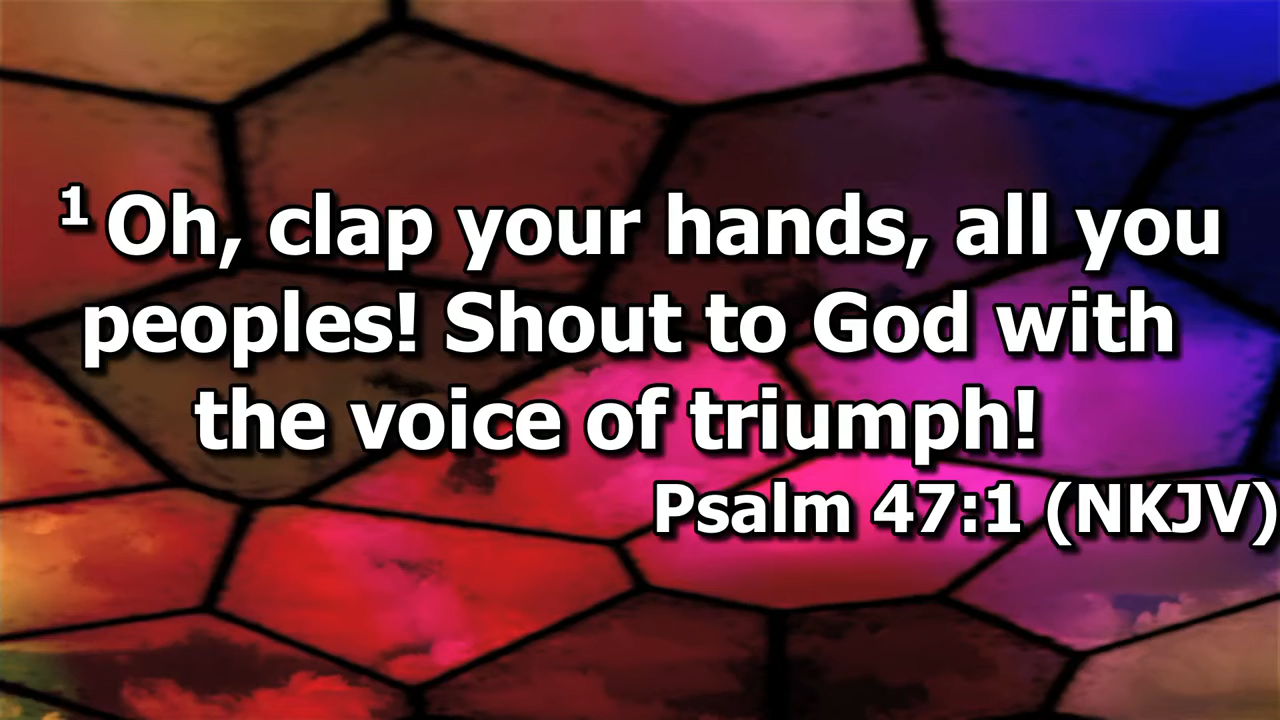 1 Oh, clap your hands, all you
peoples! Shout to God with
the voice of triumph!
Psalm 47:1 (NKJV)